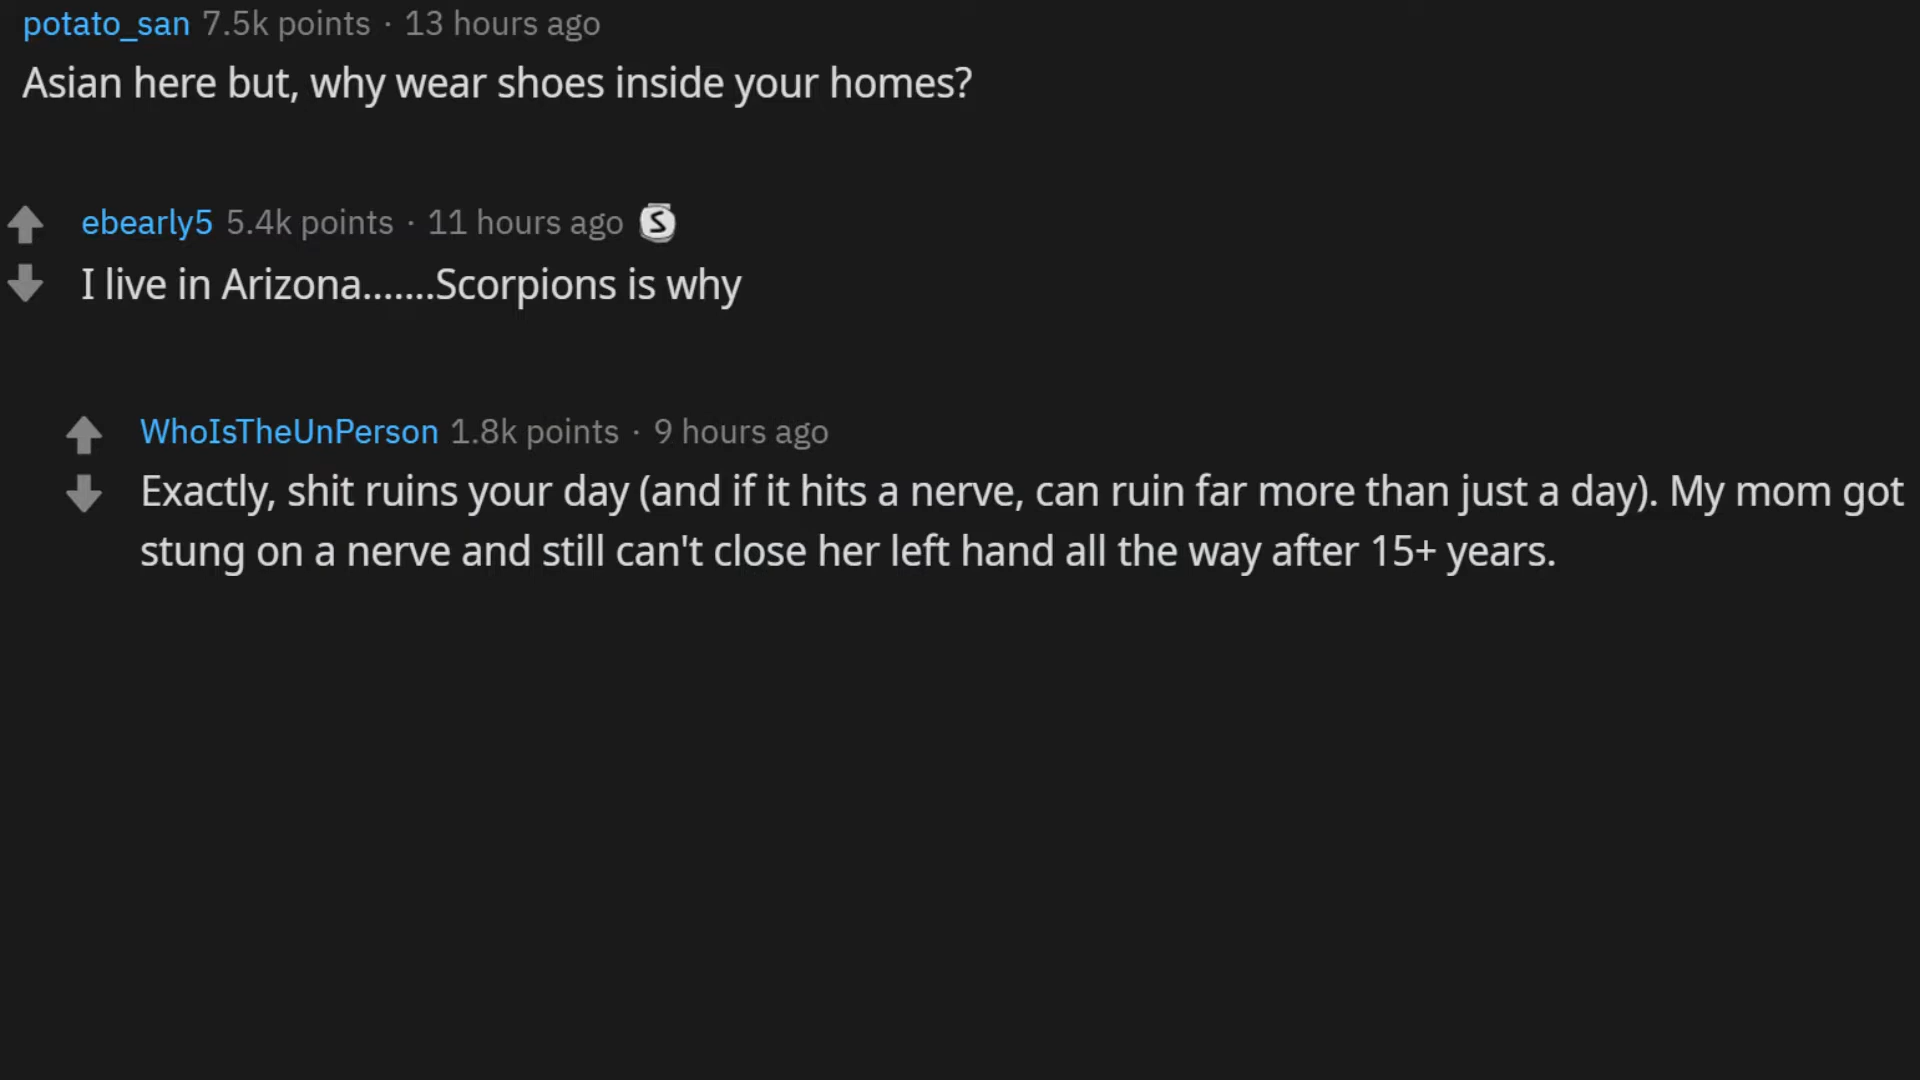 potato_san 7.5k points · 13 hours ago
Asian here but, why wear shoes inside your homes?
ebearly5 5.4k points · 11 hours ago S
I live in Arizona.......Scorpions is why
WhoIsTheUnPerson 1.8k points · 9 hours ago
Exactly, shit ruins your day (and if it hits a nerve, can ruin far more than just a day). My mom got
stung on a nerve and still can't close her left hand all the way after 15+ years.